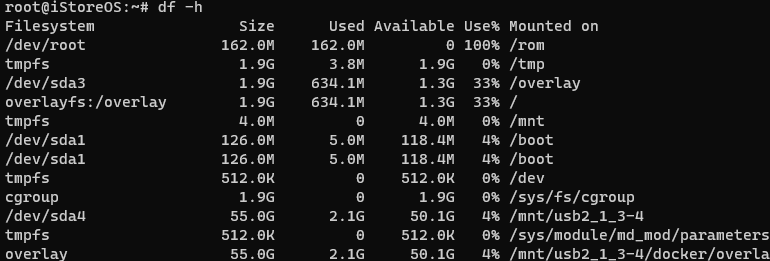 root@iStoreOS:~# df -h
Filesystem                Size      Used Available Use% Mounted on
/dev/root               162.0M    162.0M         0 100% /rom
tmpfs                     1.9G      3.8M      1.9G   0% /tmp
/dev/sda3                 1.9G    634.1M      1.3G  33% /overlay
overlayfs:/overlay        1.9G    634.1M      1.3G  33% /
tmpfs                     4.0M         0      4.0M   0% /mnt
/dev/sda1               126.0M      5.0M    118.4M   4% /boot
/dev/sda1               126.0M      5.0M    118.4M   4% /boot
tmpfs                   512.0K         0    512.0K   0% /dev
cgroup                    1.9G         0      1.9G   0% /sys/fs/cgroup
/dev/sda4                55.0G      2.1G     50.1G   4% /mnt/usb2_1_3-4
tmpfs                   512.0K         0    512.0K   0% /sys/module/md_mod/parameters
overlay                  55.0G      2.1G     50.1G   4% /mnt/usb2_1_3-4/docker/overla